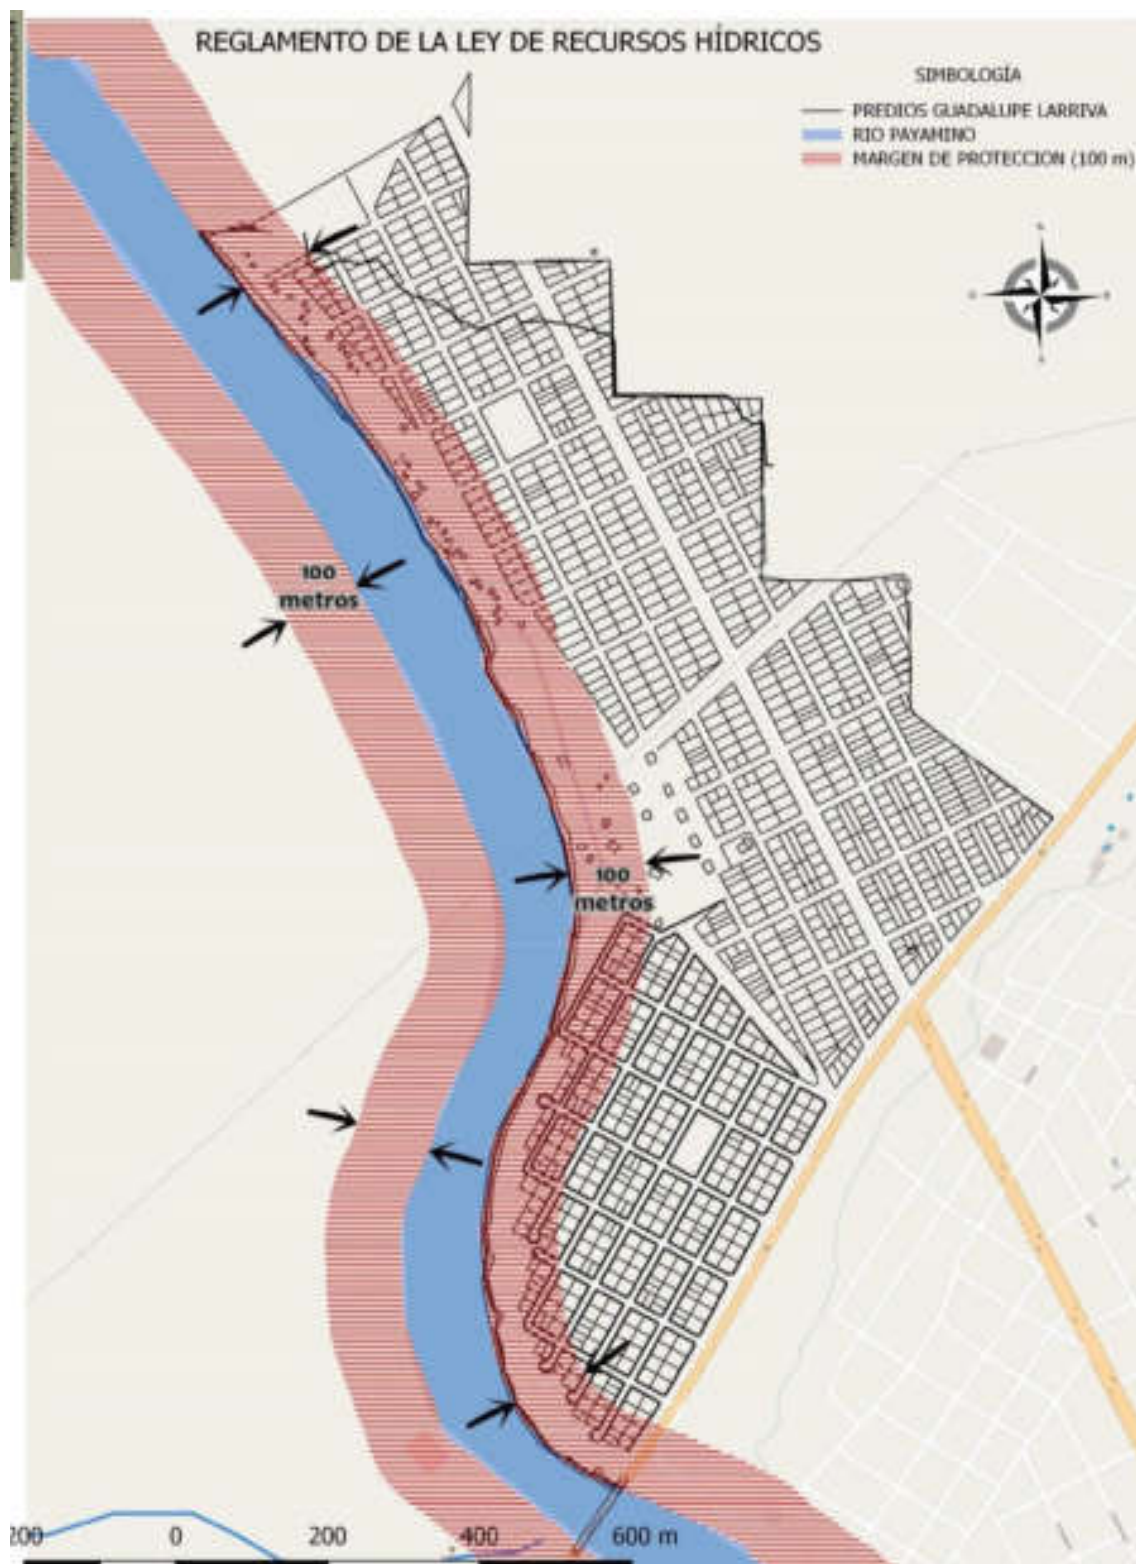 REGLAMENTO DE LA LEY DE RECURSOS HÍDRICOS
SIMBOLOGÍA
PREDIOS GUADALUPE LARRIVA
RIO PAYAMINO
MARGEN DE PROTECCION (100 m)
100
metros
100
metros
200 0 200 400 600 m